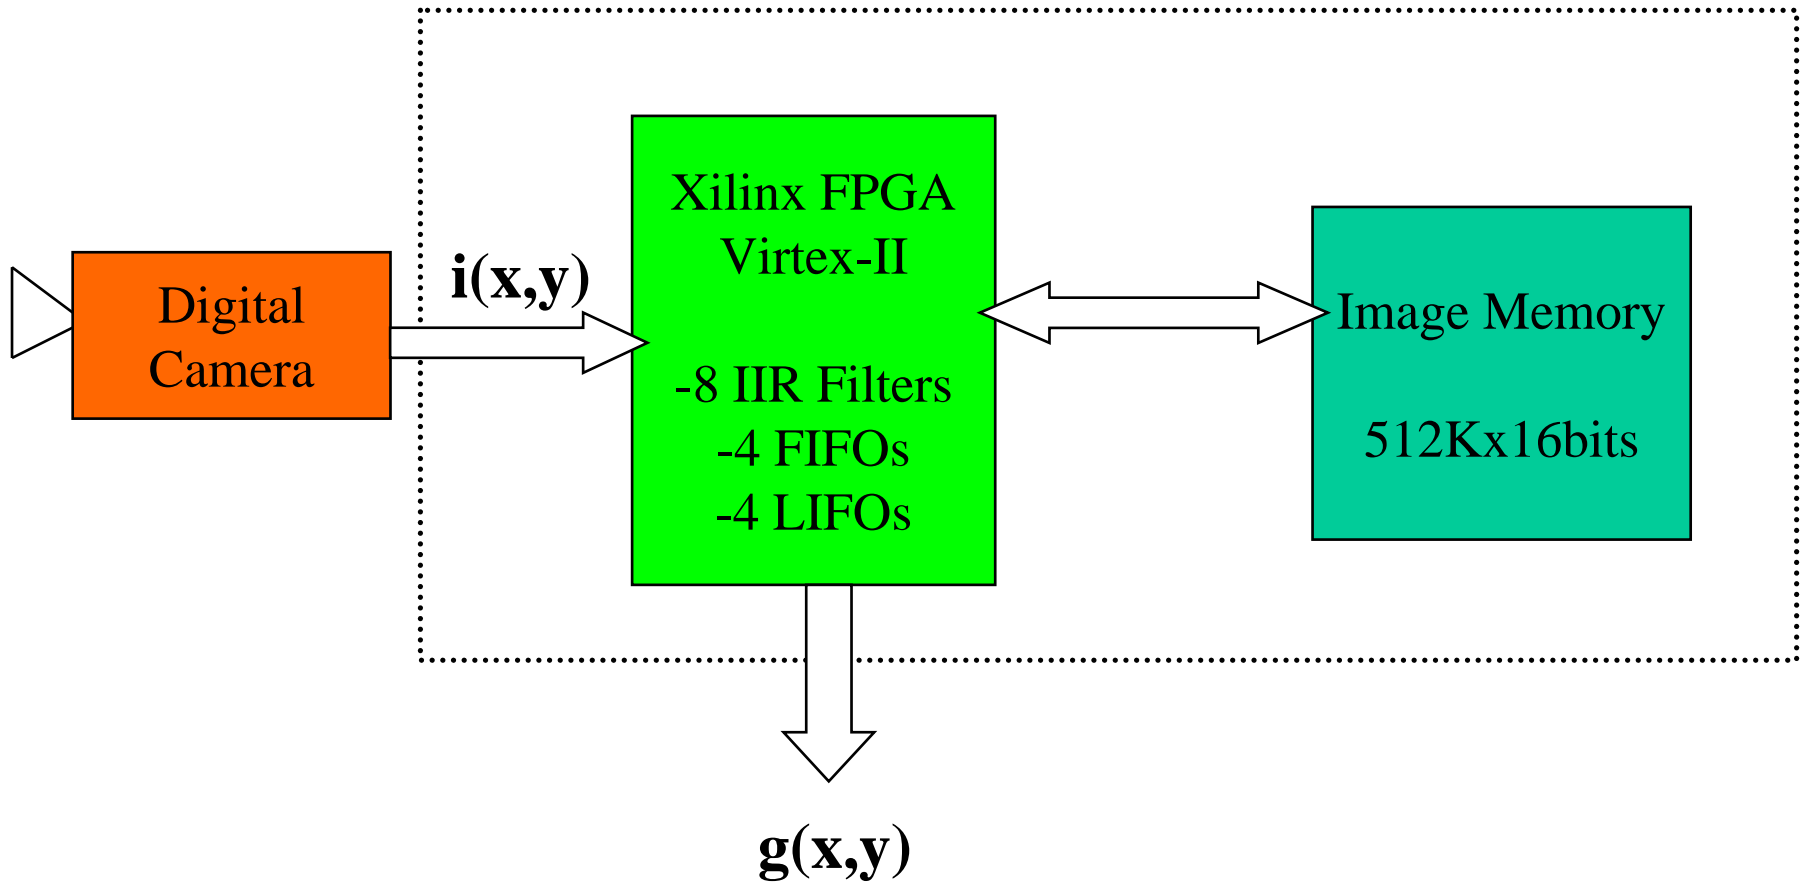 Digital
Camera
i(x,y)
Xilinx FPGA
Virtex-II
-8 IIR Filters
-4 FIFOs
-4 LIFOs
Image Memory
512Kx16bits
g(x,y)